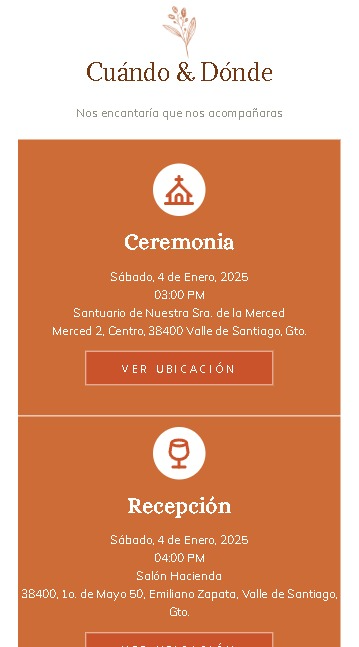 Cuándo & Dónde
Nos encantaría que nos acompañaras
Ceremonia
Sábado, 4 de Enero, 2025
03:00 PM
Santuario de Nuestra Sra. de la Merced
Merced 2, Centro, 38400 Valle de Santiago, Gto.
VER UBICACIÓN
Recepción
Sábado, 4 de Enero, 2025
04:00 PM
Salón Hacienda
38400, 1o. de Mayo 50, Emiliano Zapata, Valle de Santiago,
Gto.
VER UBICACIÓN